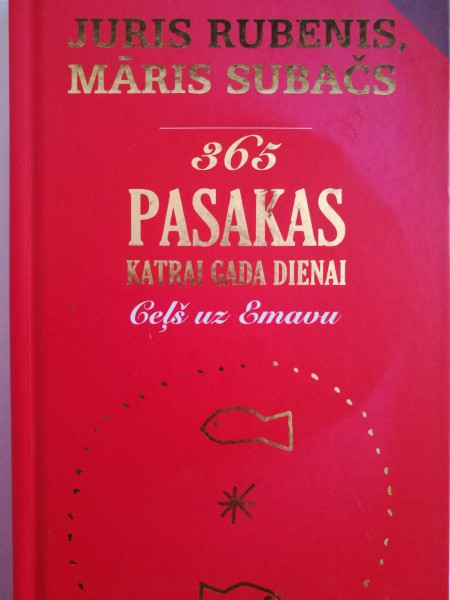 JURIS RUBENIS,
MĀRIS SUBAČS
365
PASAKAS
KATRAI GADA DIENAI
Ceļš uz Emavu